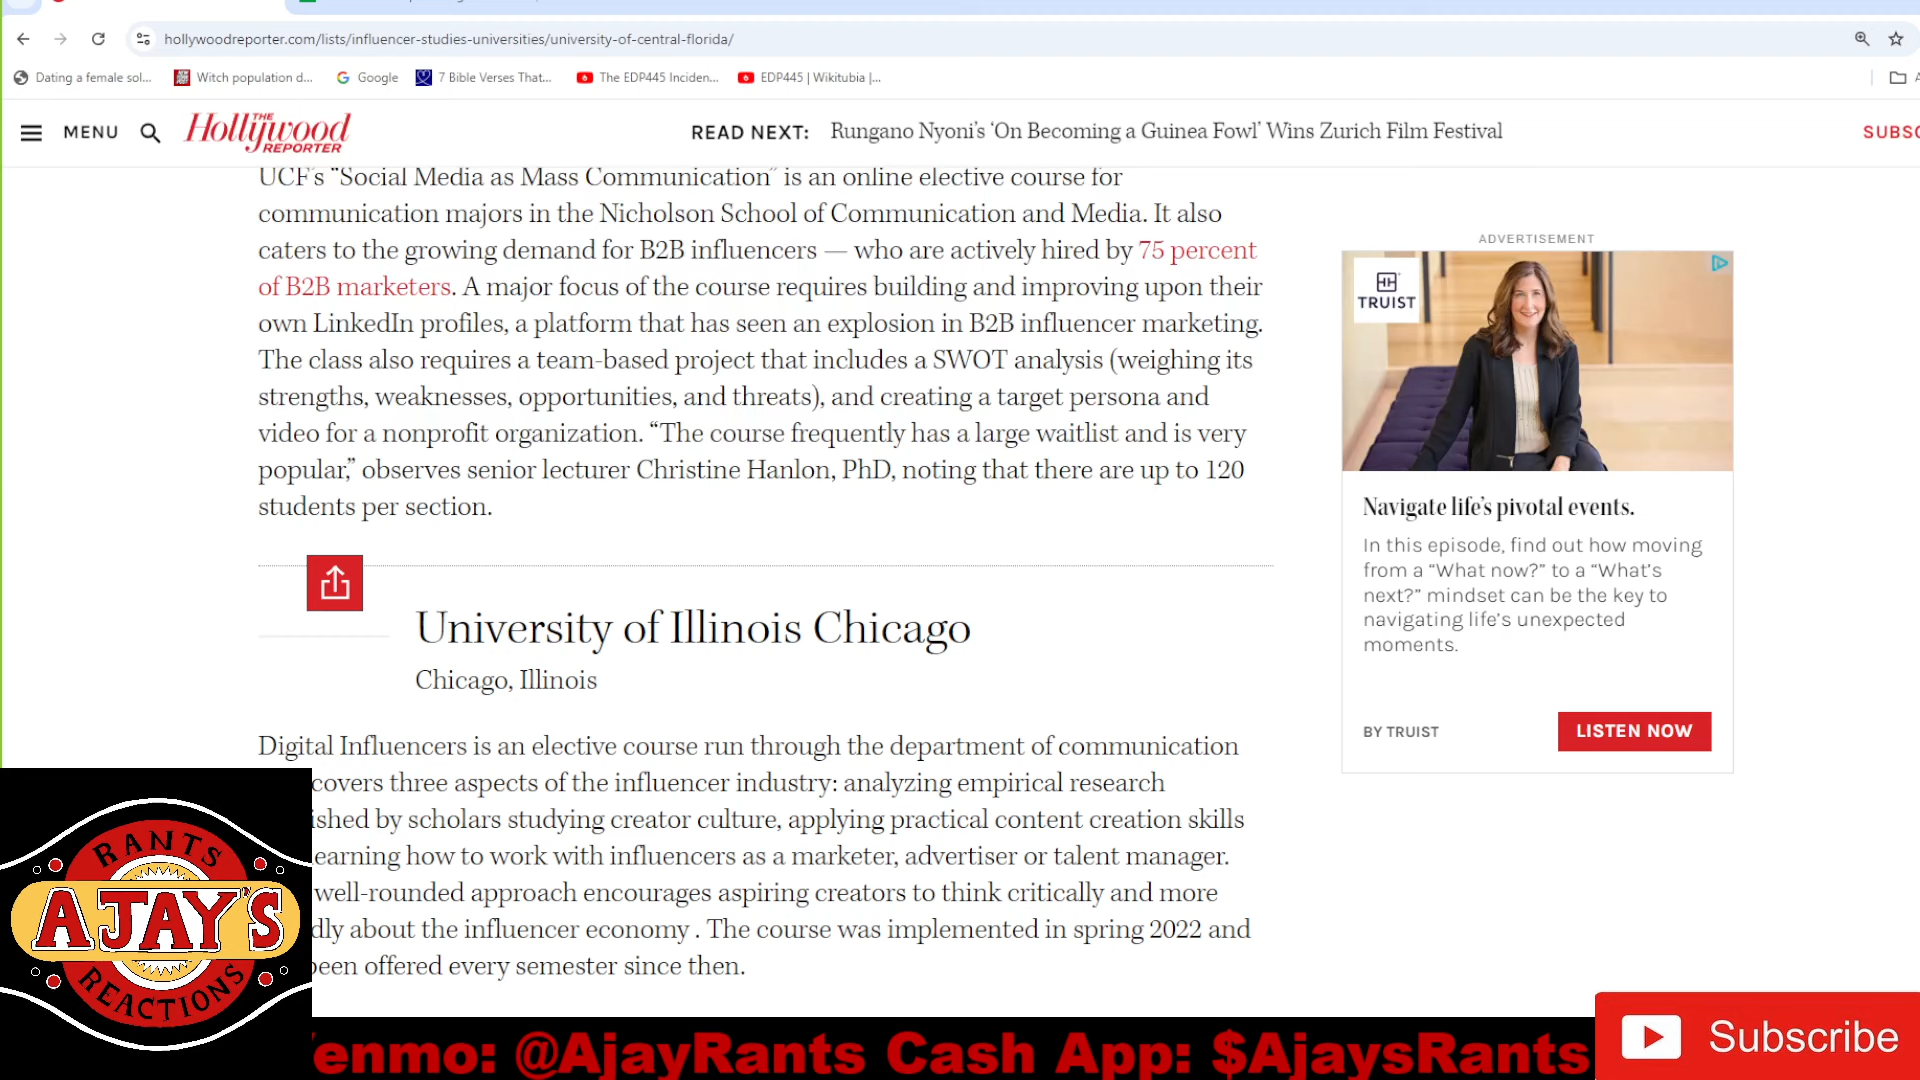 hollywoodreporter.com/lists/influencer-studies-universities/university-of-central-florida/
Dating a female sol... Witch population d... Google 7 Bible Verses That... The EDP445 Inciden... EDP445 | Wikitubia |...
MENU THE Hollywood REPORTER READ NEXT: Rungano Nyoni’s ‘On Becoming a Guinea Fowl’ Wins Zurich Film Festival SUBSC
UCF’s “Social Media as Mass Communication” is an online elective course for
communication majors in the Nicholson School of Communication and Media. It also
caters to the growing demand for B2B influencers — who are actively hired by 75 percent
of B2B marketers. A major focus of the course requires building and improving upon their
own LinkedIn profiles, a platform that has seen an explosion in B2B influencer marketing.
The class also requires a team-based project that includes a SWOT analysis (weighing its
strengths, weaknesses, opportunities, and threats), and creating a target persona and
video for a nonprofit organization. “The course frequently has a large waitlist and is very
popular,” observes senior lecturer Christine Hanlon, PhD, noting that there are up to 120
students per section.
University of Illinois Chicago
Chicago, Illinois
Digital Influencers is an elective course run through the department of communication
covers three aspects of the influencer industry: analyzing empirical research
ished by scholars studying creator culture, applying practical content creation skills
earning how to work with influencers as a marketer, advertiser or talent manager.
well-rounded approach encourages aspiring creators to think critically and more
dly about the influencer economy . The course was implemented in spring 2022 and
been offered every semester since then.
ADVERTISEMENT
TRUIST
Navigate life’s pivotal events.
In this episode, find out how moving
from a “What now?” to a “What’s
next?” mindset can be the key to
navigating life’s unexpected
moments.
BY TRUIST LISTEN NOW
RANTS
AJAY'S
REACTIONS
enmo: @AjayRants Cash App: $AjaysRants
Subscribe